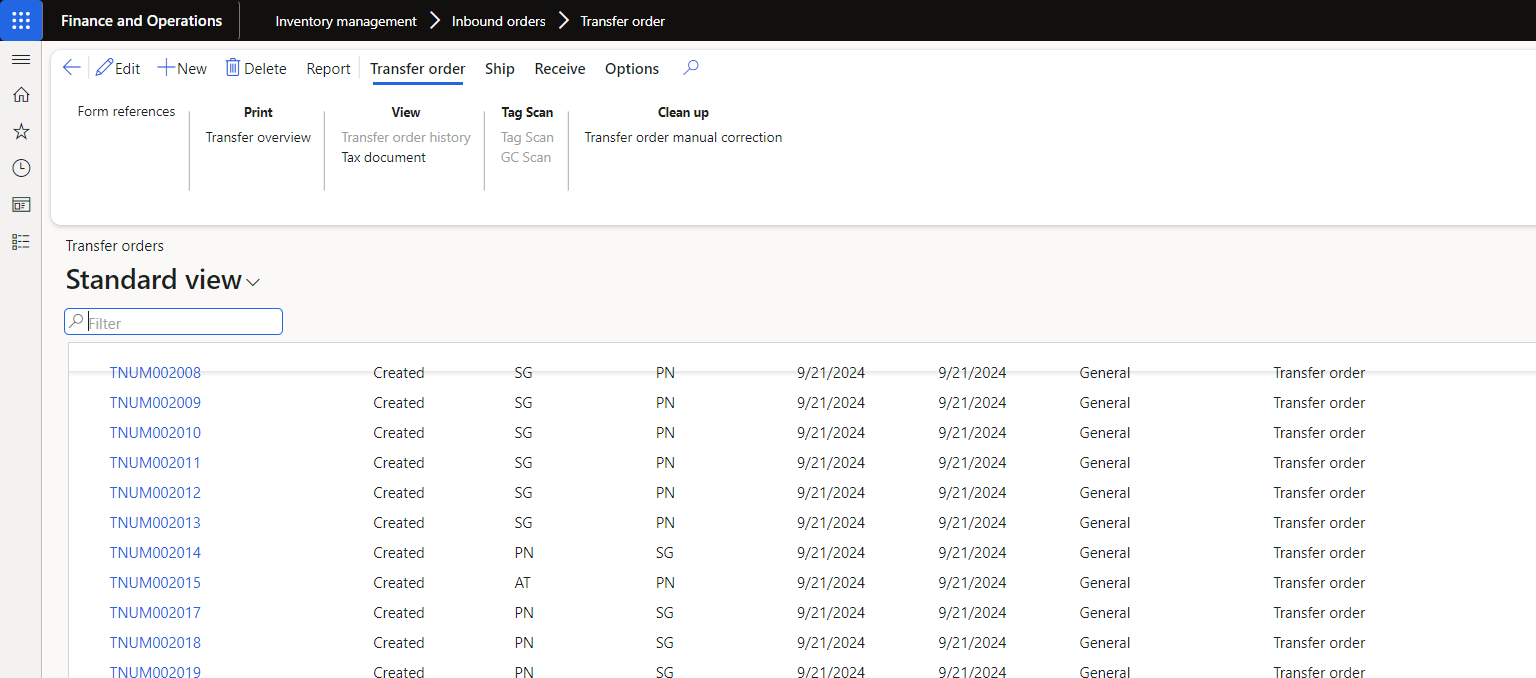 Finance and Operations Inventory management Inbound orders Transfer order
Edit New Delete Report Transfer order Ship Receive Options
Form references Print View Tag Scan Clean up
Transfer overview Transfer order history Tag Scan Transfer order manual correction
Tax document GC Scan
Transfer orders
Standard view
Filter
TNUM002008 Created SG PN 9/21/2024 9/21/2024 General Transfer order
TNUM002009 Created SG PN 9/21/2024 9/21/2024 General Transfer order
TNUM002010 Created SG PN 9/21/2024 9/21/2024 General Transfer order
TNUM002011 Created SG PN 9/21/2024 9/21/2024 General Transfer order
TNUM002012 Created SG PN 9/21/2024 9/21/2024 General Transfer order
TNUM002013 Created SG PN 9/21/2024 9/21/2024 General Transfer order
TNUM002014 Created PN SG 9/21/2024 9/21/2024 General Transfer order
TNUM002015 Created AT PN 9/21/2024 9/21/2024 General Transfer order
TNUM002017 Created PN SG 9/21/2024 9/21/2024 General Transfer order
TNUM002018 Created PN SG 9/21/2024 9/21/2024 General Transfer order
TNUM002019 Created PN SG 9/21/2024 9/21/2024 General Transfer order